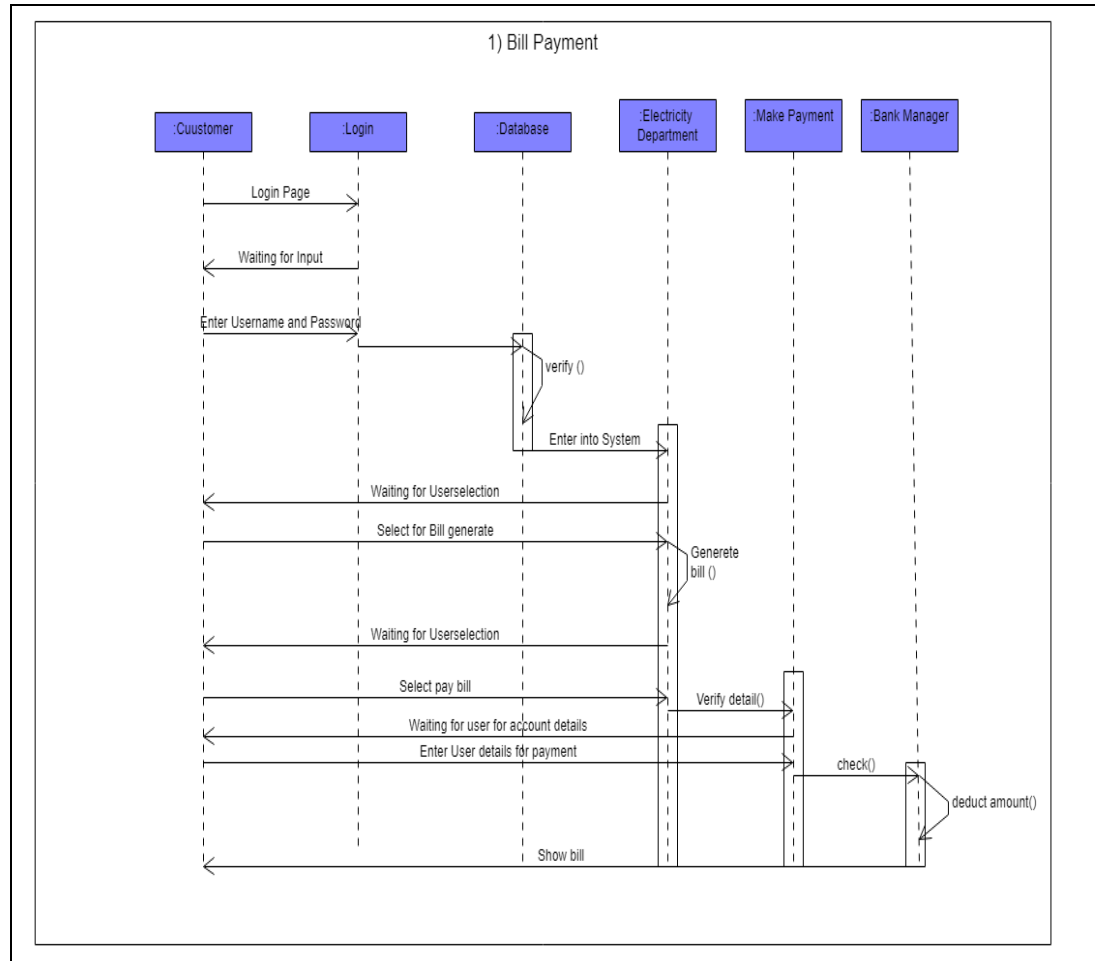 1) Bill Payment
:Cuustomer
:Login
:Database
:Electricity
Department
:Make Payment
:Bank Manager
Login Page
Waiting for Input
Enter Username and Password
verify ()
Enter into System
Waiting for Userselection
Select for Bill generate
Generete
bill ()
Waiting for Userselection
Select pay bill
Verify detail()
Waiting for user for account details
Enter User details for payment
check()
deduct amount()
Show bill